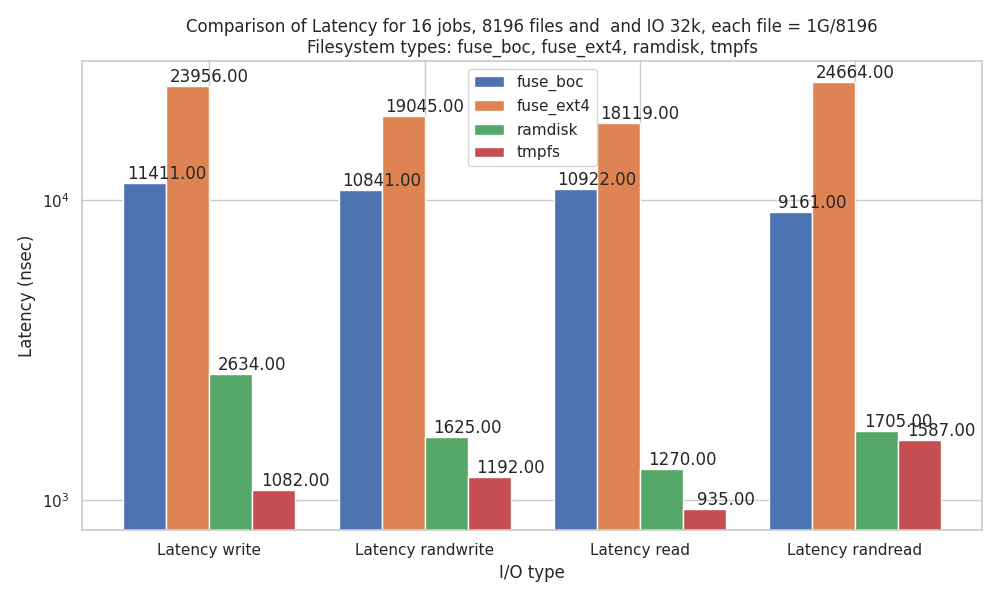 Comparison of Latency for 16 jobs, 8196 files and  and IO 32k, each file = 1G/8196
Filesystem types: fuse_boc, fuse_ext4, ramdisk, tmpfs
fuse_boc
fuse_ext4
ramdisk
tmpfs
Latency (nsec)
10^4
10^3
11411.00
23956.00
2634.00
1082.00
10841.00
19045.00
1625.00
1192.00
10922.00
18119.00
1270.00
935.00
9161.00
24664.00
1705.00
1587.00
Latency write
Latency randwrite
Latency read
Latency randread
I/O type